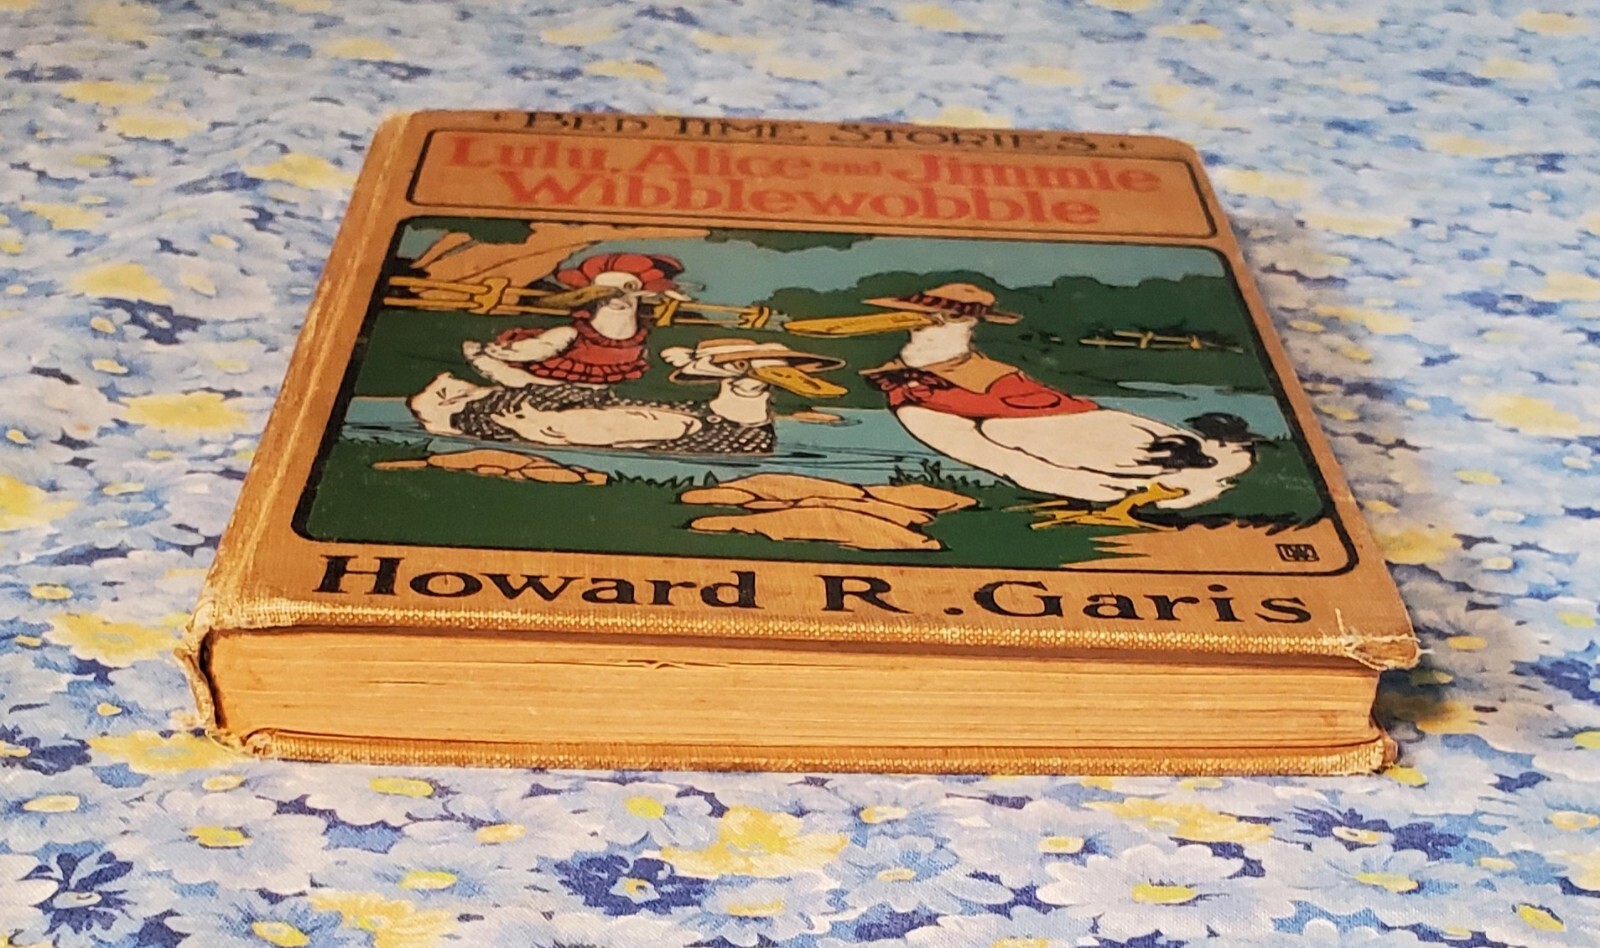 BED TIME STORIES
Lulu, Alice and Jimmie
Wibblewobble
Howard R. Garis